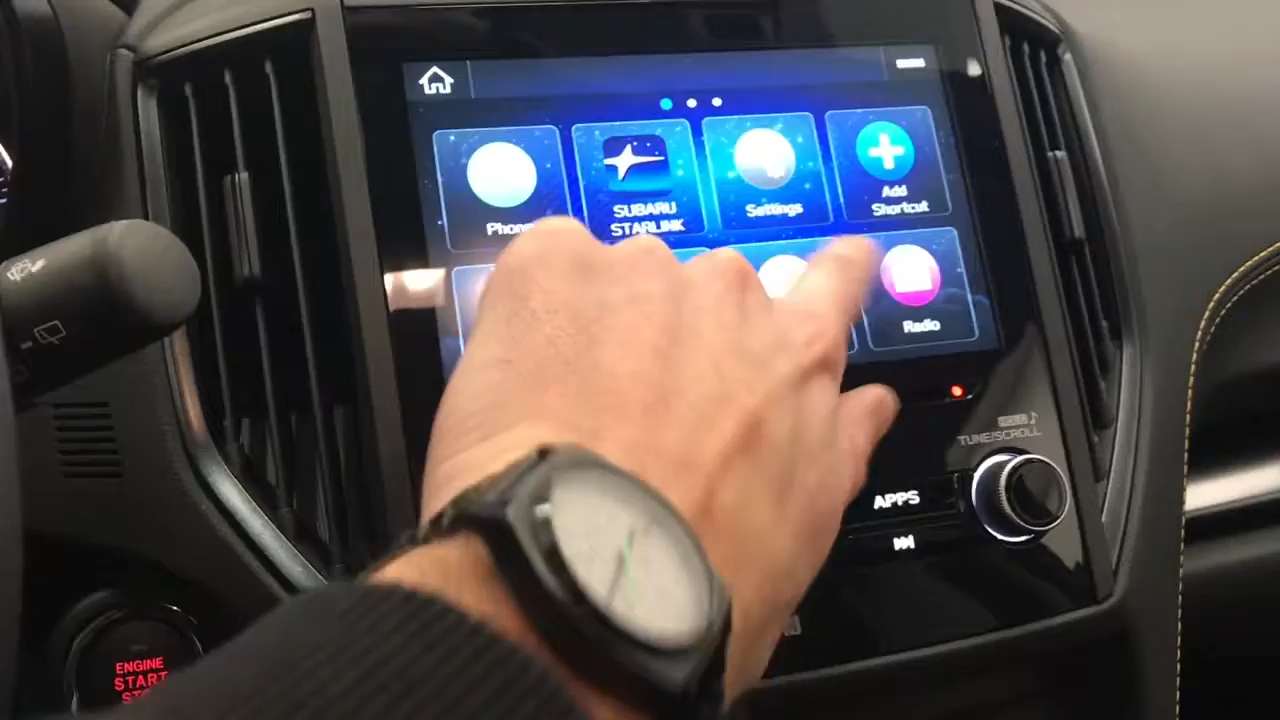 Phone
SUBARU
STARLINK
Settings
Add
Shortcut
Radio
TUNE/SCROLL
APPS
ENGINE
START